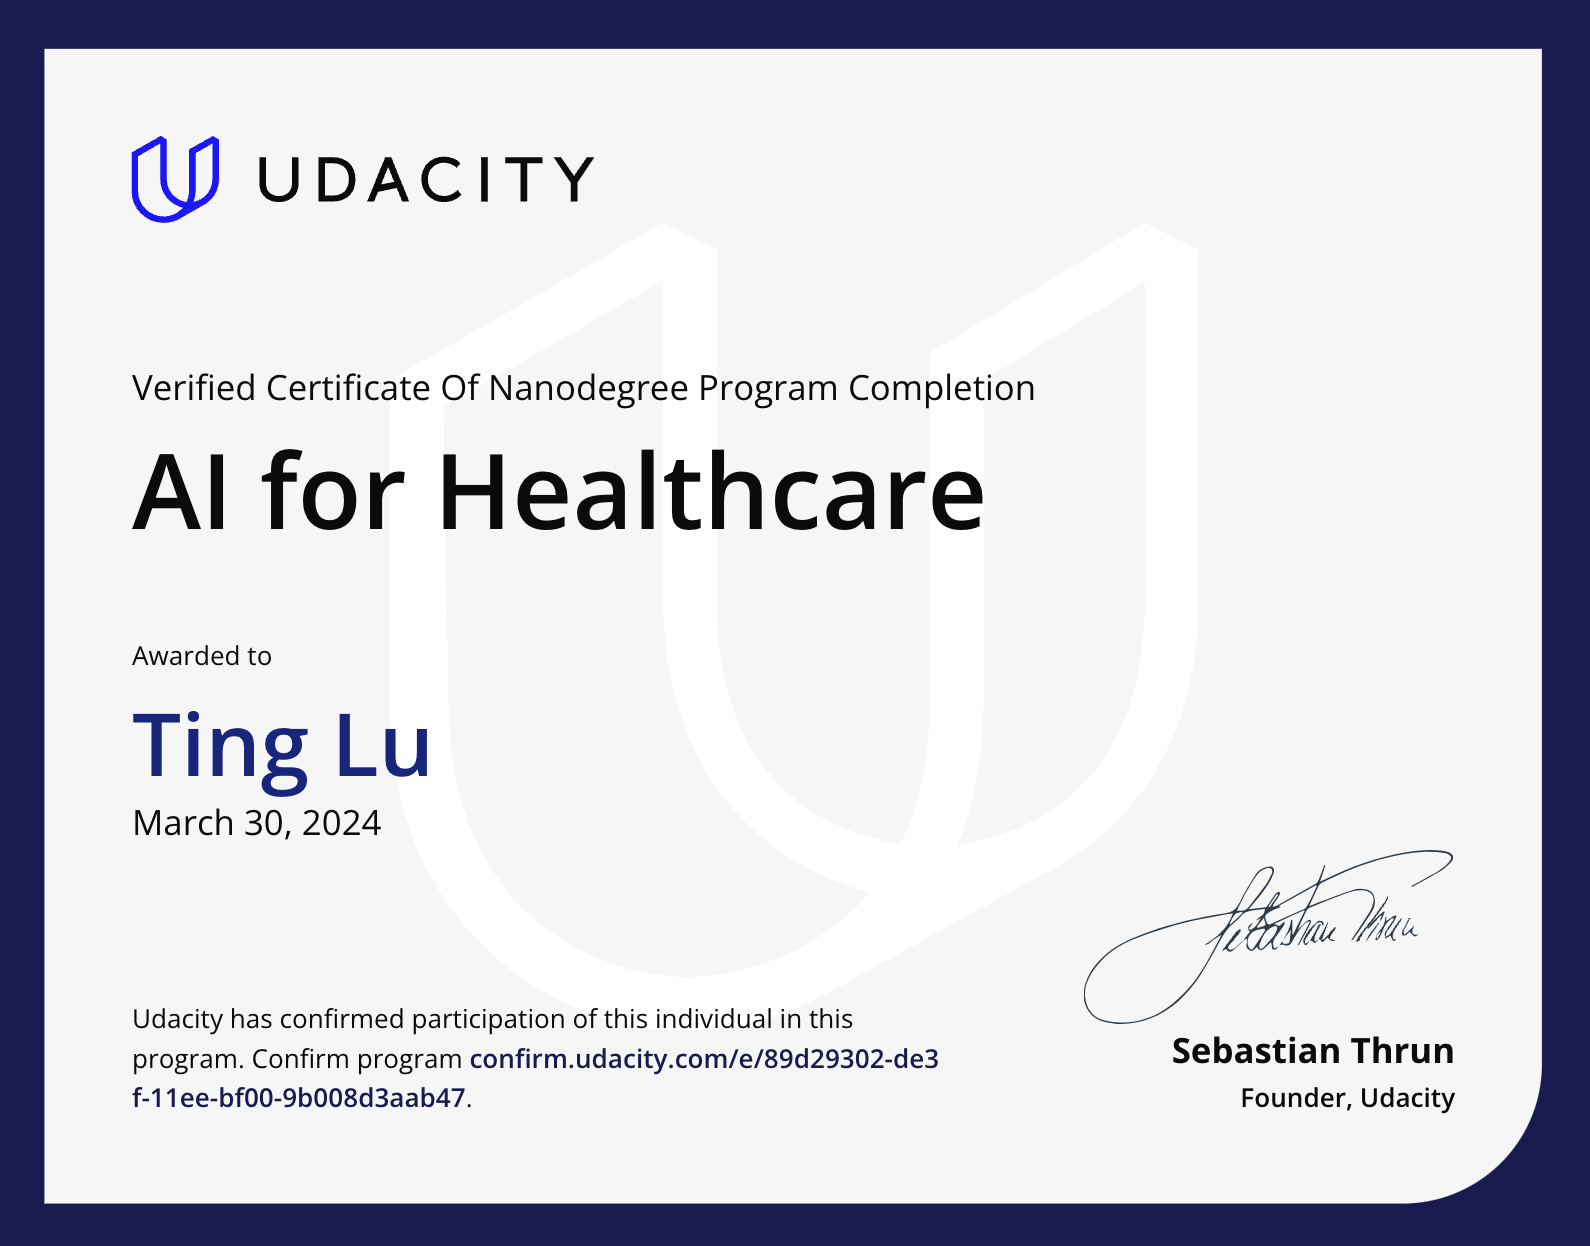 UDACITY
Verified Certificate Of Nanodegree Program Completion
AI for Healthcare
Awarded to
Ting Lu
March 30, 2024
Udacity has confirmed participation of this individual in this
program. Confirm program confirm.udacity.com/e/89d29302-de3
f-11ee-bf00-9b008d3aab47.
Sebastian Thrun
Sebastian Thrun
Founder, Udacity